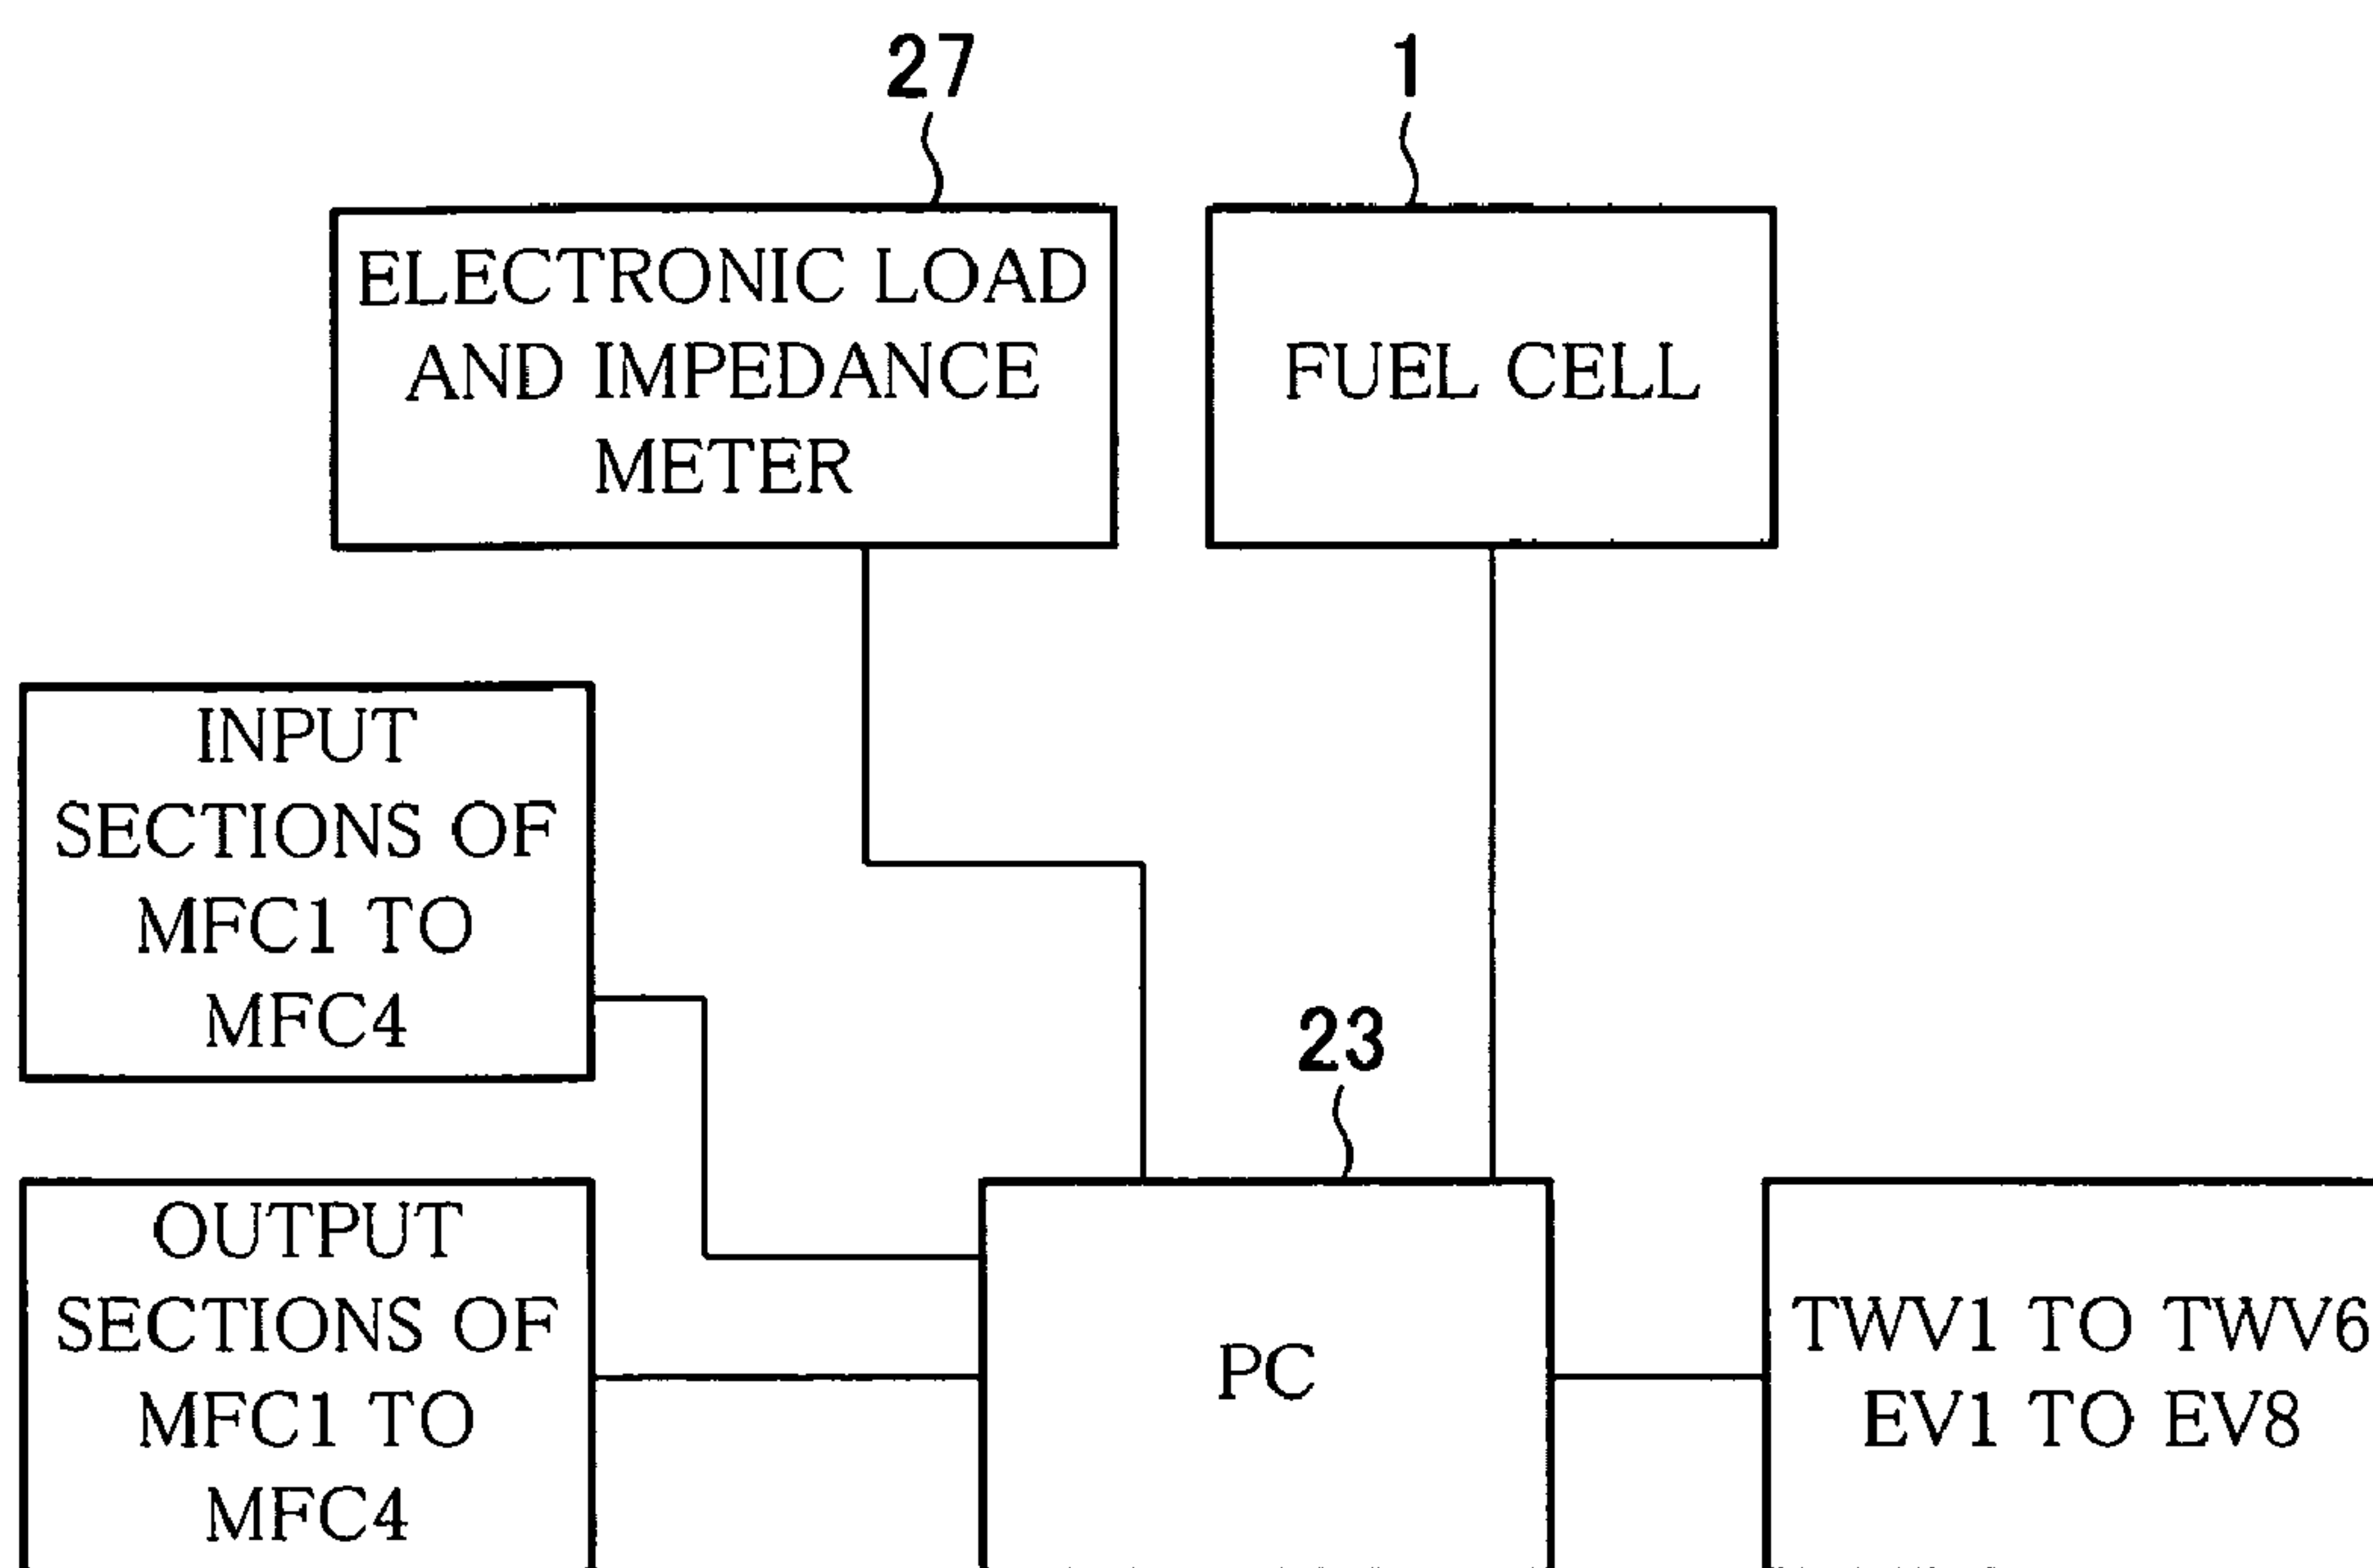 27
1
ELECTRONIC LOAD
AND IMPEDANCE
METER
FUEL CELL
INPUT
SECTIONS OF
MFC1 TO
MFC4
23
OUTPUT
SECTIONS OF
MFC1 TO
MFC4
PC
TWV1 TO TWV6
EV1 TO EV8